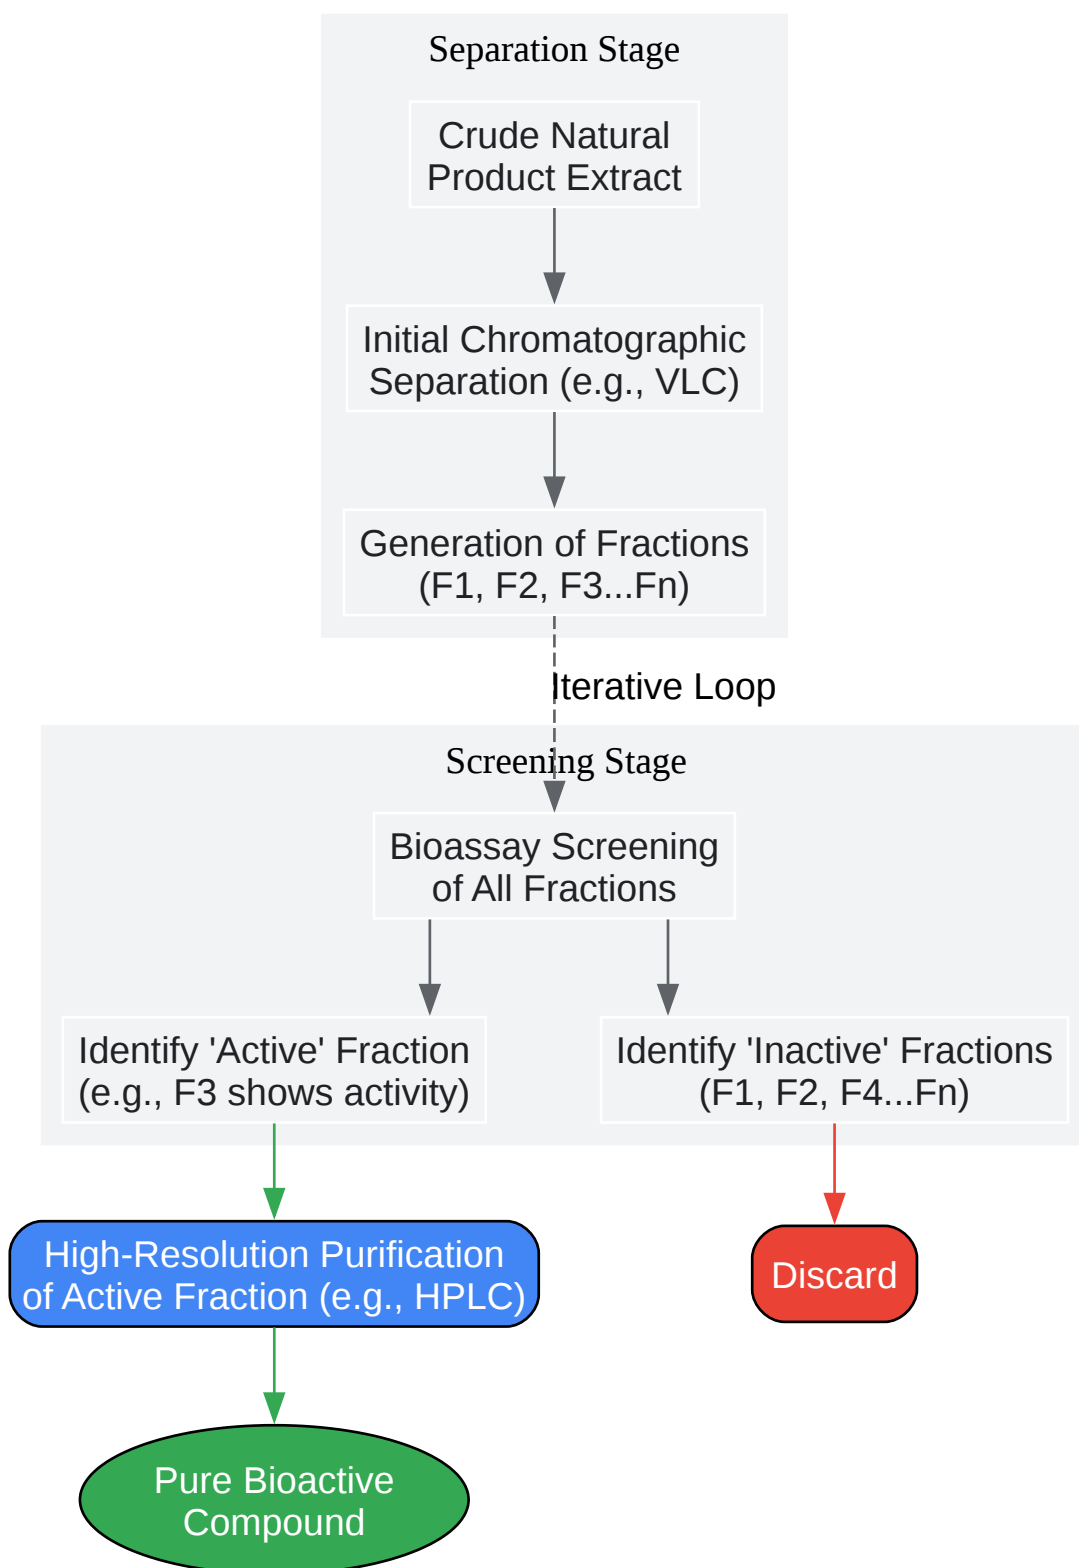 Separation Stage
Crude Natural
Product Extract
Initial Chromatographic
Separation (e.g., VLC)
Generation of Fractions
(F1, F2, F3...Fn)
Iterative Loop
Screening Stage
Bioassay Screening
of All Fractions
Identify 'Active' Fraction
(e.g., F3 shows activity)
Identify 'Inactive' Fractions
(F1, F2, F4...Fn)
High-Resolution Purification
of Active Fraction (e.g., HPLC)
Discard
Pure Bioactive
Compound